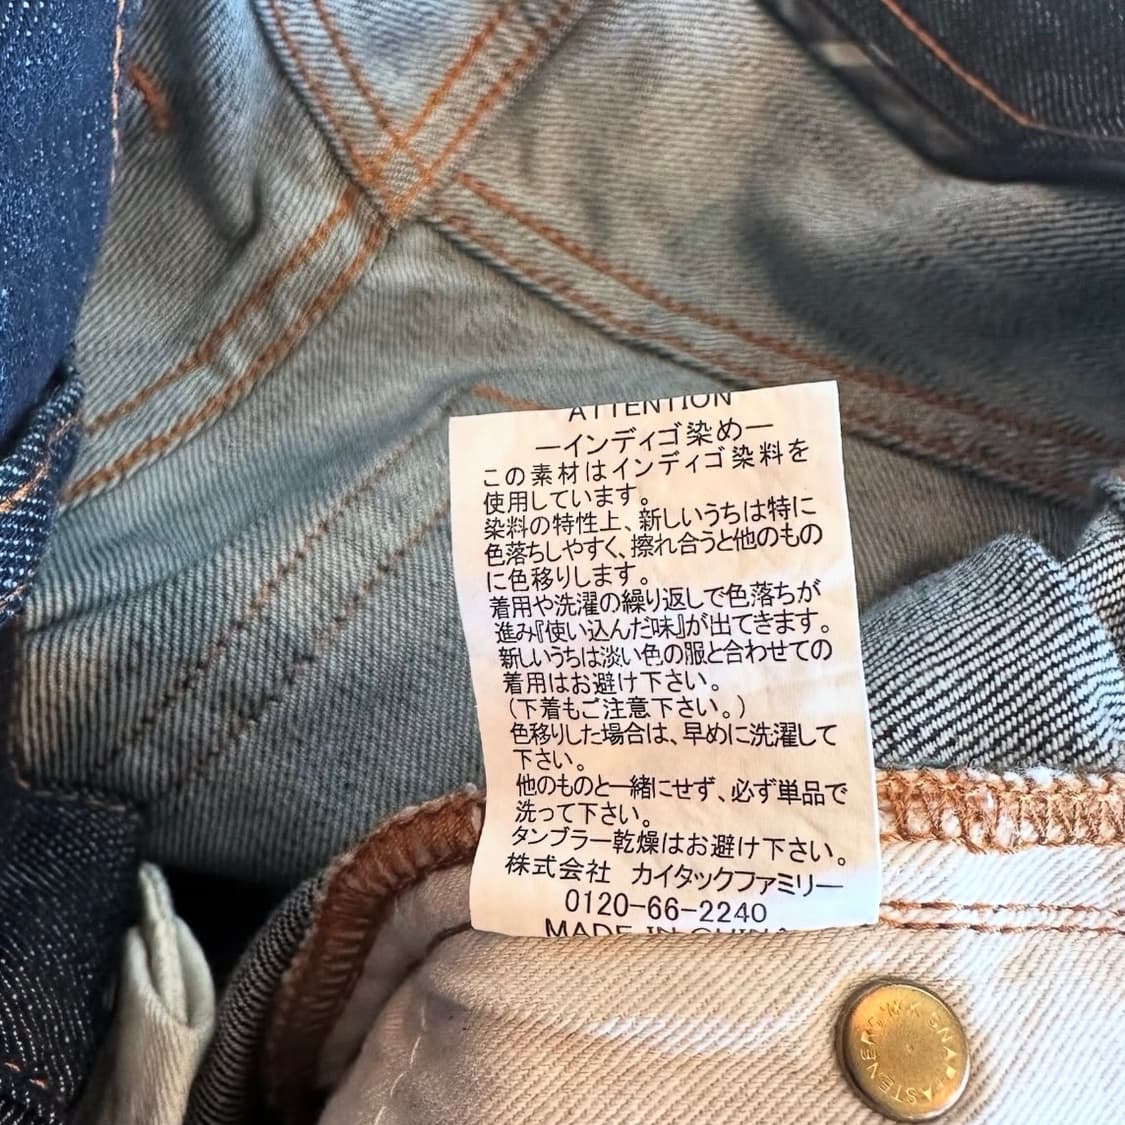 ATTENTION
―インディゴ染め―
この素材はインディゴ染料を
使用しています。
染料の特性上、新しいうちは特に
色落ちしやすく、擦れ合うと他のもの
に色移りします。
着用や洗濯の繰り返しで色落ちが
進み『使い込んだ味』が出てきます。
新しいうちは淡い色の服と合わせての
着用はお避け下さい。
(下着もご注意下さい。)
色移りした場合は、早めに洗濯して
下さい。
他のものと一緒にせず、必ず単品で
洗って下さい。
タンブラー乾燥はお避け下さい。
株式会社 カイタックファミリー
0120-66-2240
MADE IN CHINA